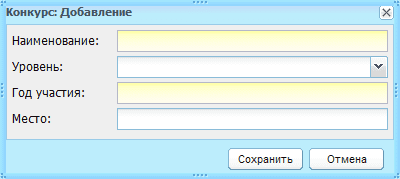 Конкурс: Добавление
Наименование:
Уровень:
Год участия:
Место:
Сохранить Отмена